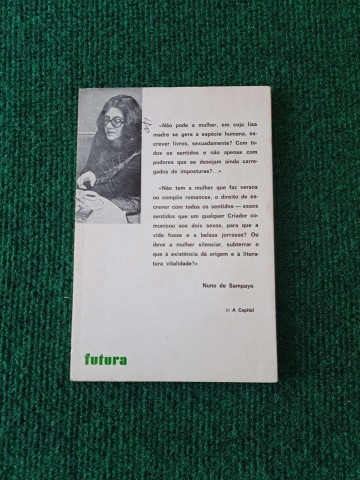 «Não pode a mulher, em cuja lisa
madre se gera a espécie humana, es-
crever livros, sexuadamente? Com to-
dos os sentidos e não apenas com
pudores que se desejam ainda carre-
gados de imposturas?...»
«Não tem a mulher que faz versos
ou compõe romances, o direito de es-
crever com todos os sentidos — esses
sentidos que um qualquer Criador co-
municou aos dois sexos, para que a
vida fosse e a beleza jorrasse? Ou
deve a mulher silenciar, subterrar o
que à existência dá origem e à litera-
tura vitalidade?»
Nuno de Sampayo
in A Capital
futura